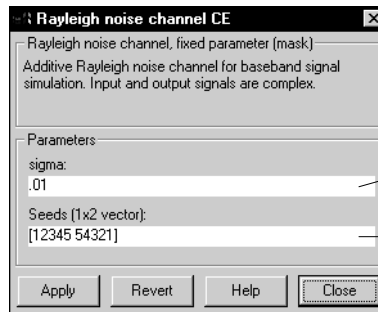 Rayleigh noise channel CE
Rayleigh noise channel, fixed parameter (mask)
Additive Rayleigh noise channel for baseband signal
simulation. Input and output signals are complex.
Parameters
sigma:
.01
Seeds (1x2 vector):
[12345 54321]
Apply Revert Help Close